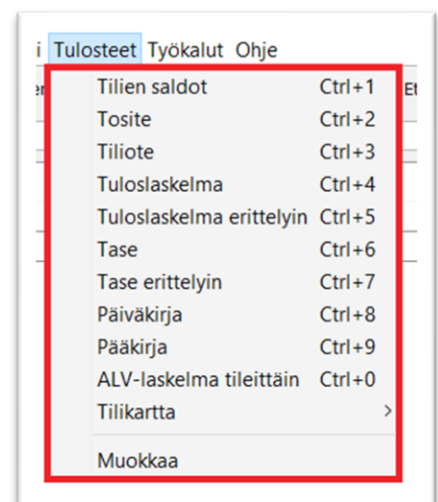 i Tulosteet Työkalut Ohje
Tilien saldot Ctrl+1
Tosite Ctrl+2
Tiliote Ctrl+3
Tuloslaskelma Ctrl+4
Tuloslaskelma erittelyin Ctrl+5
Tase Ctrl+6
Tase erittelyin Ctrl+7
Päiväkirja Ctrl+8
Pääkirja Ctrl+9
ALV-laskelma tileittäin Ctrl+0
Tilikartta >
Muokkaa